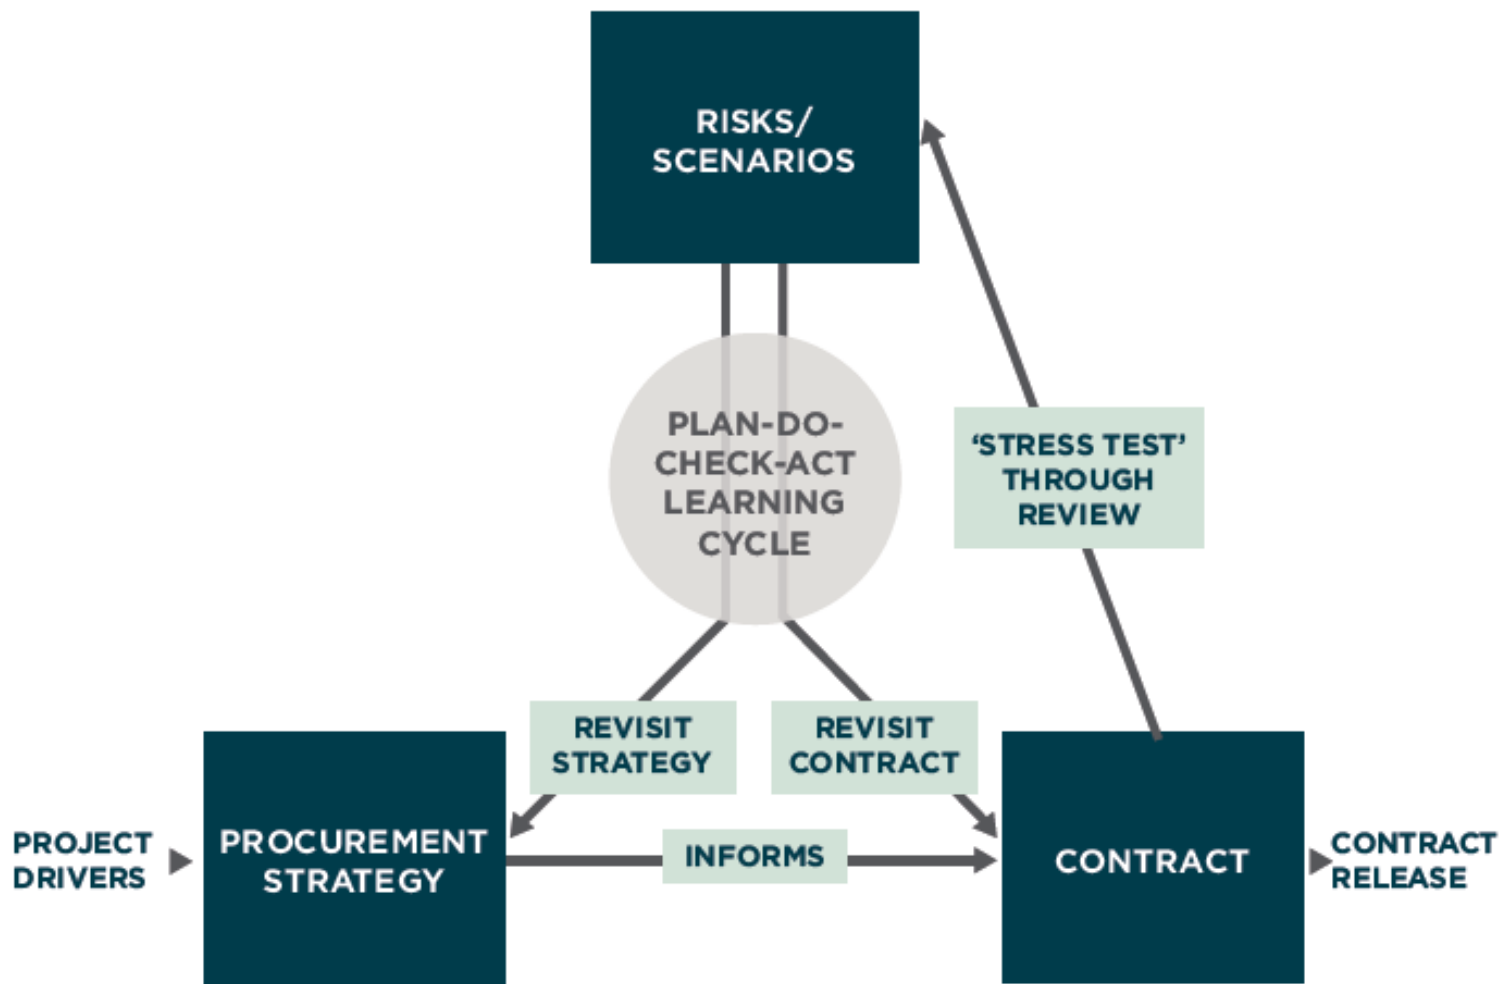 RISKS/
SCENARIOS
PLAN-DO-
CHECK-ACT
LEARNING
CYCLE
‘STRESS TEST’
THROUGH
REVIEW
REVISIT
STRATEGY
REVISIT
CONTRACT
PROJECT
DRIVERS
PROCUREMENT
STRATEGY
INFORMS
CONTRACT
CONTRACT
RELEASE